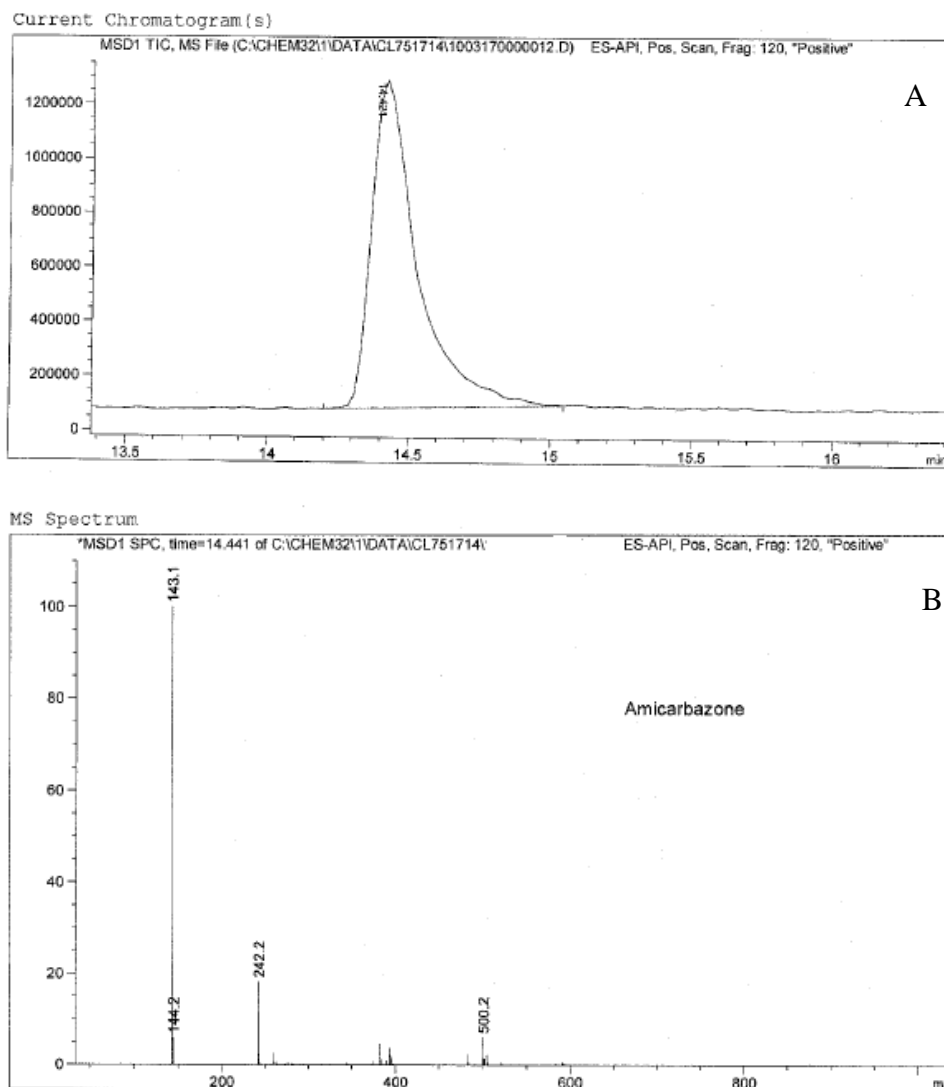 Current Chromatogram(s)
MSD1 TIC, MS File (C:\CHEM32\1\DATA\CL751714\1003170000012.D) ES-API, Pos, Scan, Frag: 120, "Positive"
A
14.421
1200000
1000000
800000
600000
400000
200000
0
13.5 14 14.5 15 15.5 16 min
MS Spectrum
*MSD1 SPC, time=14.441 of C:\CHEM32\1\DATA\CL751714\ ES-API, Pos, Scan, Frag: 120, "Positive"
B
143.1
100
80
Amicarbazone
60
40
242.2
20
144.2
500.2
0
200 400 600 800